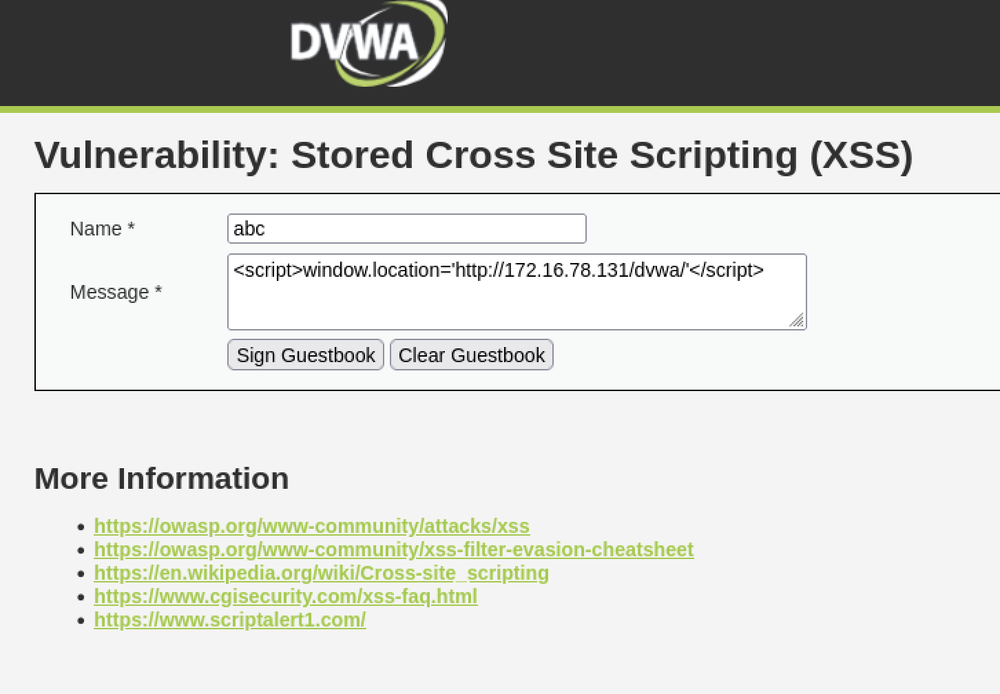 DVWA
Vulnerability: Stored Cross Site Scripting (XSS)
Name * abc
<script>window.location='http://172.16.78.131/dvwa/'</script>
Message *
Sign Guestbook Clear Guestbook
More Information
• https://owasp.org/www-community/attacks/xss
• https://owasp.org/www-community/xss-filter-evasion-cheatsheet
• https://en.wikipedia.org/wiki/Cross-site_scripting
• https://www.cgisecurity.com/xss-faq.html
• https://www.scriptalert1.com/